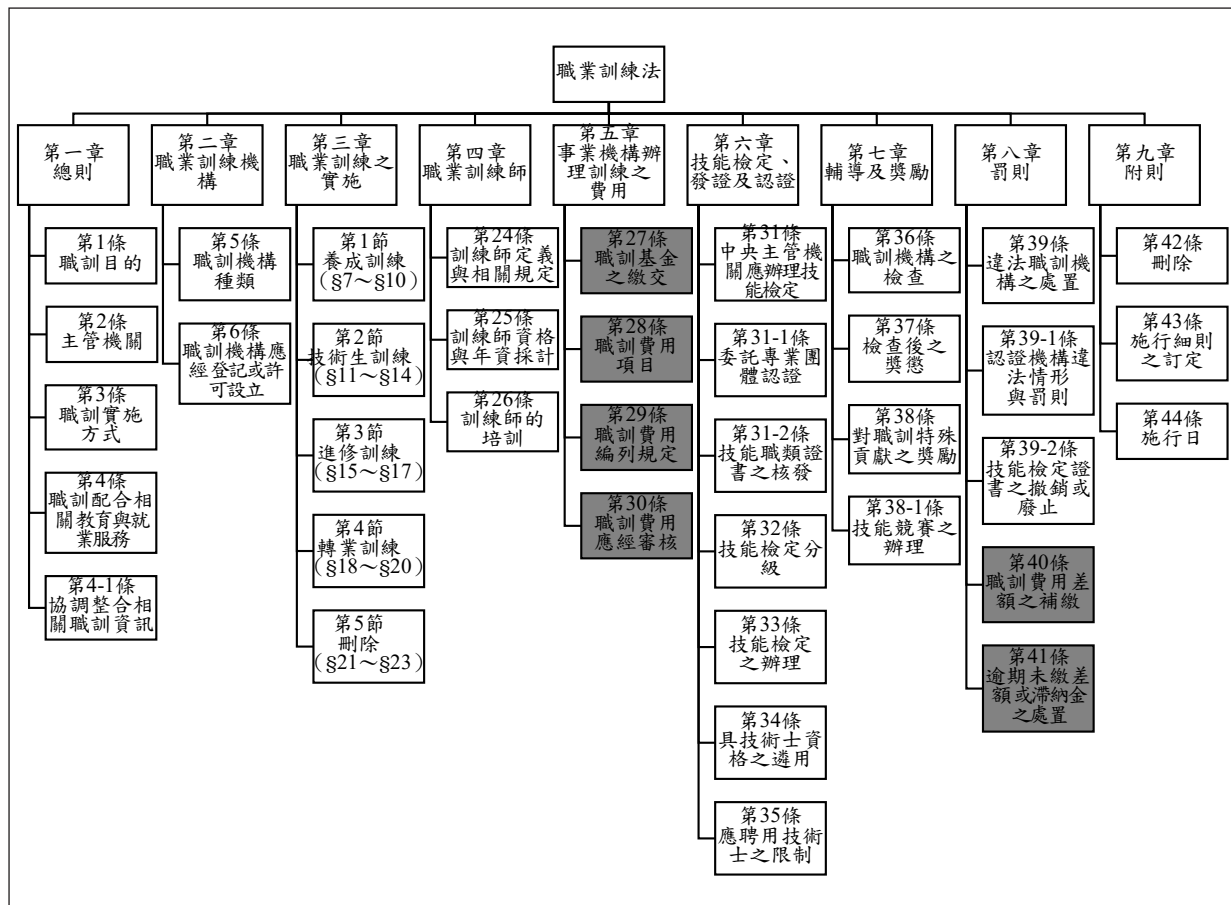 職業訓練法
第一章
總則
第1條
職訓目的
第2條
主管機關
第3條
職訓實施
方式
第4條
職訓配合相
關教育與就
業服務
第4-1條
協調整合相
關職訓資訊
第二章
職業訓練機
構
第5條
職訓機構
種類
第6條
職訓機構應
經登記或許
可設立
第三章
職業訓練之
實施
第1節
養成訓練
(§7～§10)
第2節
技術生訓練
(§11～§14)
第3節
進修訓練
(§15～§17)
第4節
轉業訓練
(§18～§20)
第5節
刪除
(§21～§23)
第四章
職業訓練師
第24條
訓練師定義
與相關規定
第25條
訓練師資格
與年資採計
第26條
訓練師的
培訓
第五章
事業機構辦
理訓練之
費用
第27條
職訓基金
之繳交
第28條
職訓費用
項目
第29條
職訓費用
編列規定
第30條
職訓費用
應經審核
第六章
技能檢定、
發證及認證
第31條
中央主管機
關應辦理技
能檢定
第31-1條
委託專業團
體認證
第31-2條
技能職類證
書之核發
第32條
技能檢定分
級
第33條
技能檢定
之辦理
第34條
具技術士資
格之遴用
第35條
應聘用技術
士之限制
第七章
輔導及獎勵
第36條
職訓機構之
檢查
第37條
檢查後之
獎懲
第38條
對職訓特殊
貢獻之獎勵
第38-1條
技能競賽之
辦理
第八章
罰則
第39條
違法職訓機
構之處置
第39-1條
認證機構違
法情形
與罰則
第39-2條
技能檢定證
書之撤銷或
廢止
第40條
職訓費用差
額之補繳
第41條
逾期未繳差
額或滯納金
之處置
第九章
附則
第42條
刪除
第43條
施行細則
之訂定
第44條
施行日